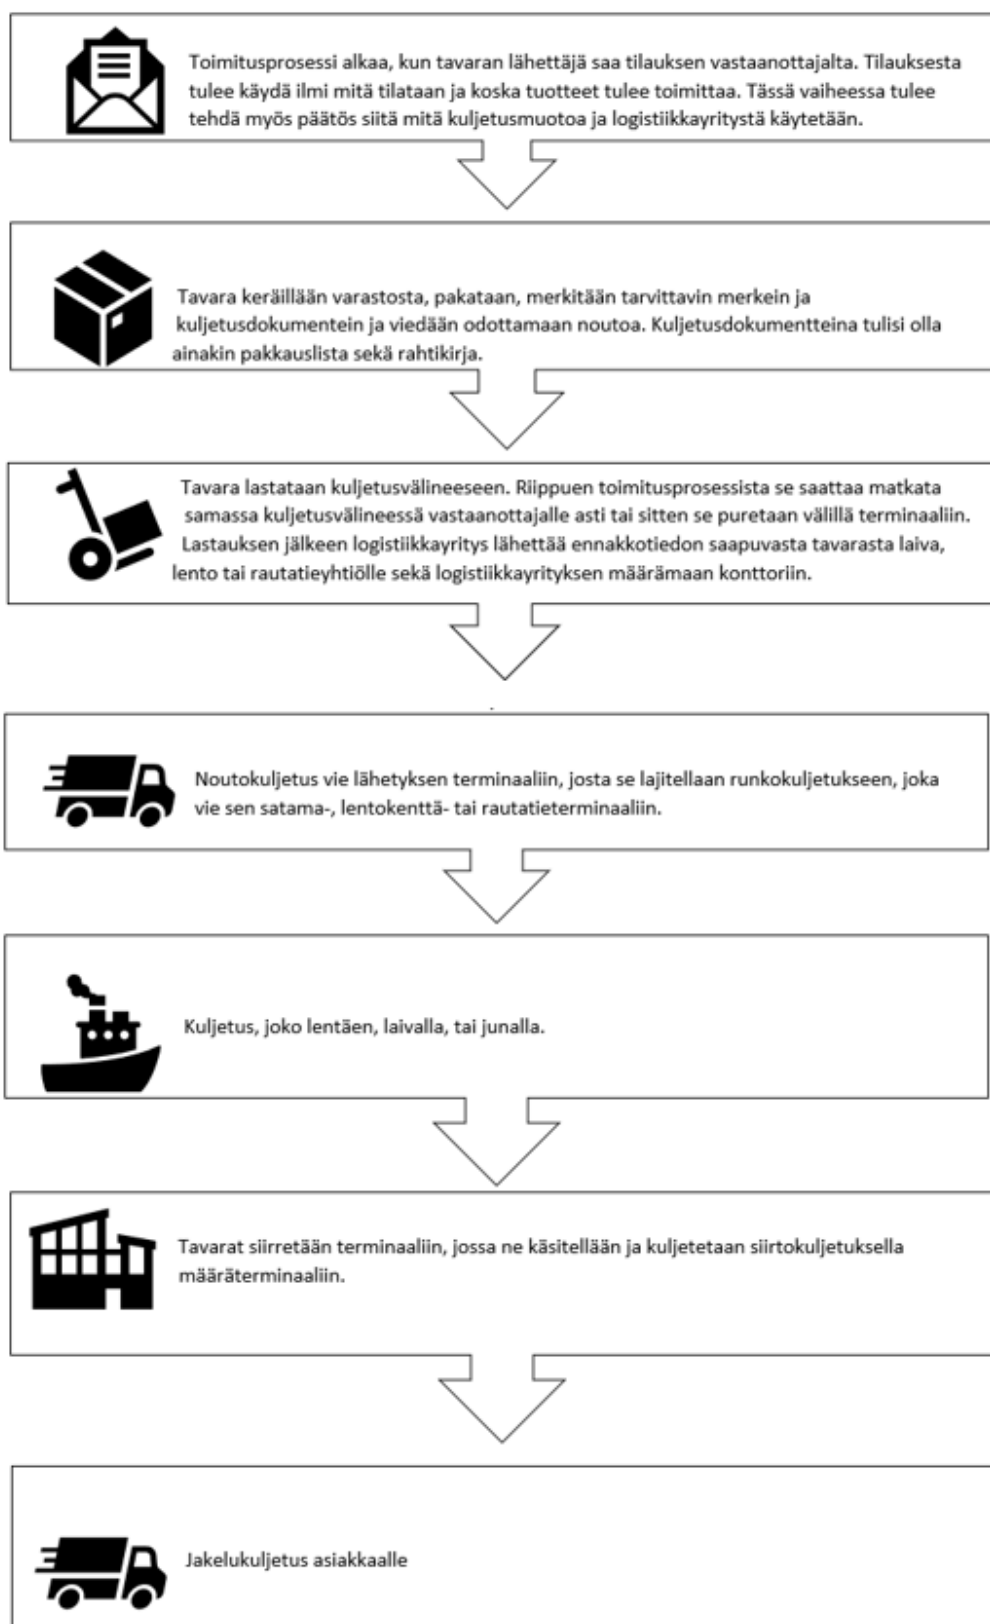 Toimitusprosessi alkaa, kun tavaran lähettäjä saa tilauksen vastaanottajalta. Tilauksesta
tulee käydä ilmi mitä tilataan ja koska tuotteet tulee toimittaa. Tässä vaiheessa tulee
tehdä myös päätös siitä mitä kuljetusmuotoa ja logistiikkayritystä käytetään.
Tavara keräillään varastosta, pakataan, merkitään tarvittavin merkein ja
kuljetusdokumentein ja viedään odottamaan noutoa. Kuljetusdokumentteina tulisi olla
ainakin pakkauslista sekä rahtikirja.
Tavara lastataan kuljetusvälineeseen. Riippuen toimitusprosessista se saattaa matkata
samassa kuljetusvälineessä vastaanottajalle asti tai sitten se puretaan välillä terminaaliin.
Lastauksen jälkeen logistiikkayritys lähettää ennakkotiedon saapuvasta tavarasta laiva,
lento tai rautatieyhtiölle sekä logistiikkayrityksen määrämaan konttoriin.
Noutokuljetus vie lähetyksen terminaaliin, josta se lajitellaan runkokuljetukseen, joka
vie sen satama-, lentokenttä- tai rautatieterminaaliin.
Kuljetus, joko lentäen, laivalla, tai junalla.
Tavarat siirretään terminaaliin, jossa ne käsitellään ja kuljetetaan siirtokuljetuksella
määräterminaaliin.
Jakelukuljetus asiakkaalle